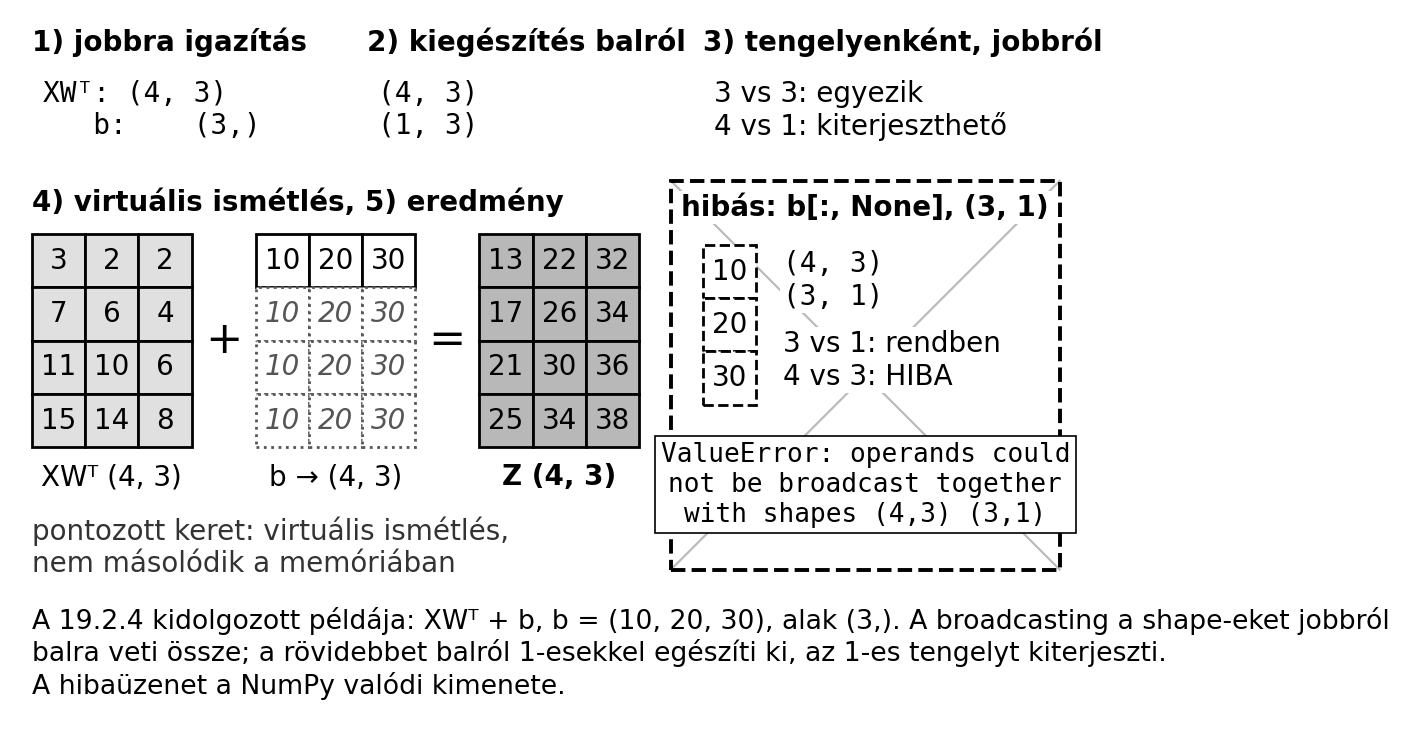 1) jobbra igazítás
XWᵀ: (4, 3)
b: (3,)
2) kiegészítés balról
(4, 3)
(1, 3)
3) tengelyenként, jobbról
3 vs 3: egyezik
4 vs 1: kiterjeszthető
4) virtuális ismétlés, 5) eredmény
3 2 2
7 6 4
11 10 6
15 14 8
XWᵀ (4, 3)
+
10 20 30
10 20 30
10 20 30
10 20 30
b → (4, 3)
=
13 22 32
17 26 34
21 30 36
25 34 38
Z (4, 3)
pontozott keret: virtuális ismétlés,
nem másolódik a memóriában
hibás: b[:, None], (3, 1)
10
20
30
(4, 3)
(3, 1)
3 vs 1: rendben
4 vs 3: HIBA
ValueError: operands could
not be broadcast together
with shapes (4,3) (3,1)
A 19.2.4 kidolgozott példája: XWᵀ + b, b = (10, 20, 30), alak (3,). A broadcasting a shape-eket jobbról
balra veti össze; a rövidebbet balról 1-esekkel egészíti ki, az 1-es tengelyt kiterjeszti.
A hibaüzenet a NumPy valódi kimenete.